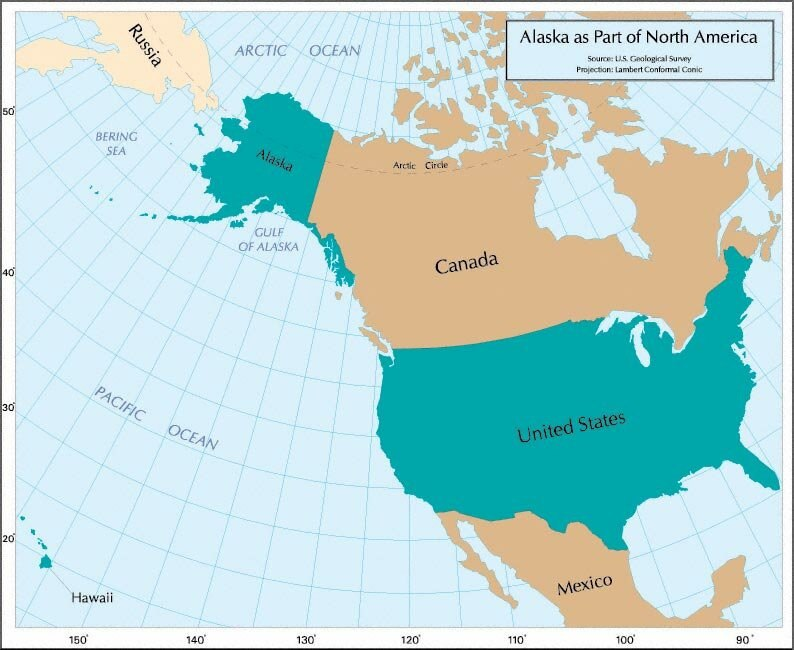 Alaska as Part of North America
Source: U.S. Geological Survey
Projection: Lambert Conformal Conic
Russia
ARCTIC OCEAN
50°
BERING
SEA
Alaska
Arctic Circle
GULF
OF ALASKA
Canada
40°
30°
PACIFIC
OCEAN
United States
20°
Hawaii
Mexico
150° 140° 130° 120° 110° 100° 90°